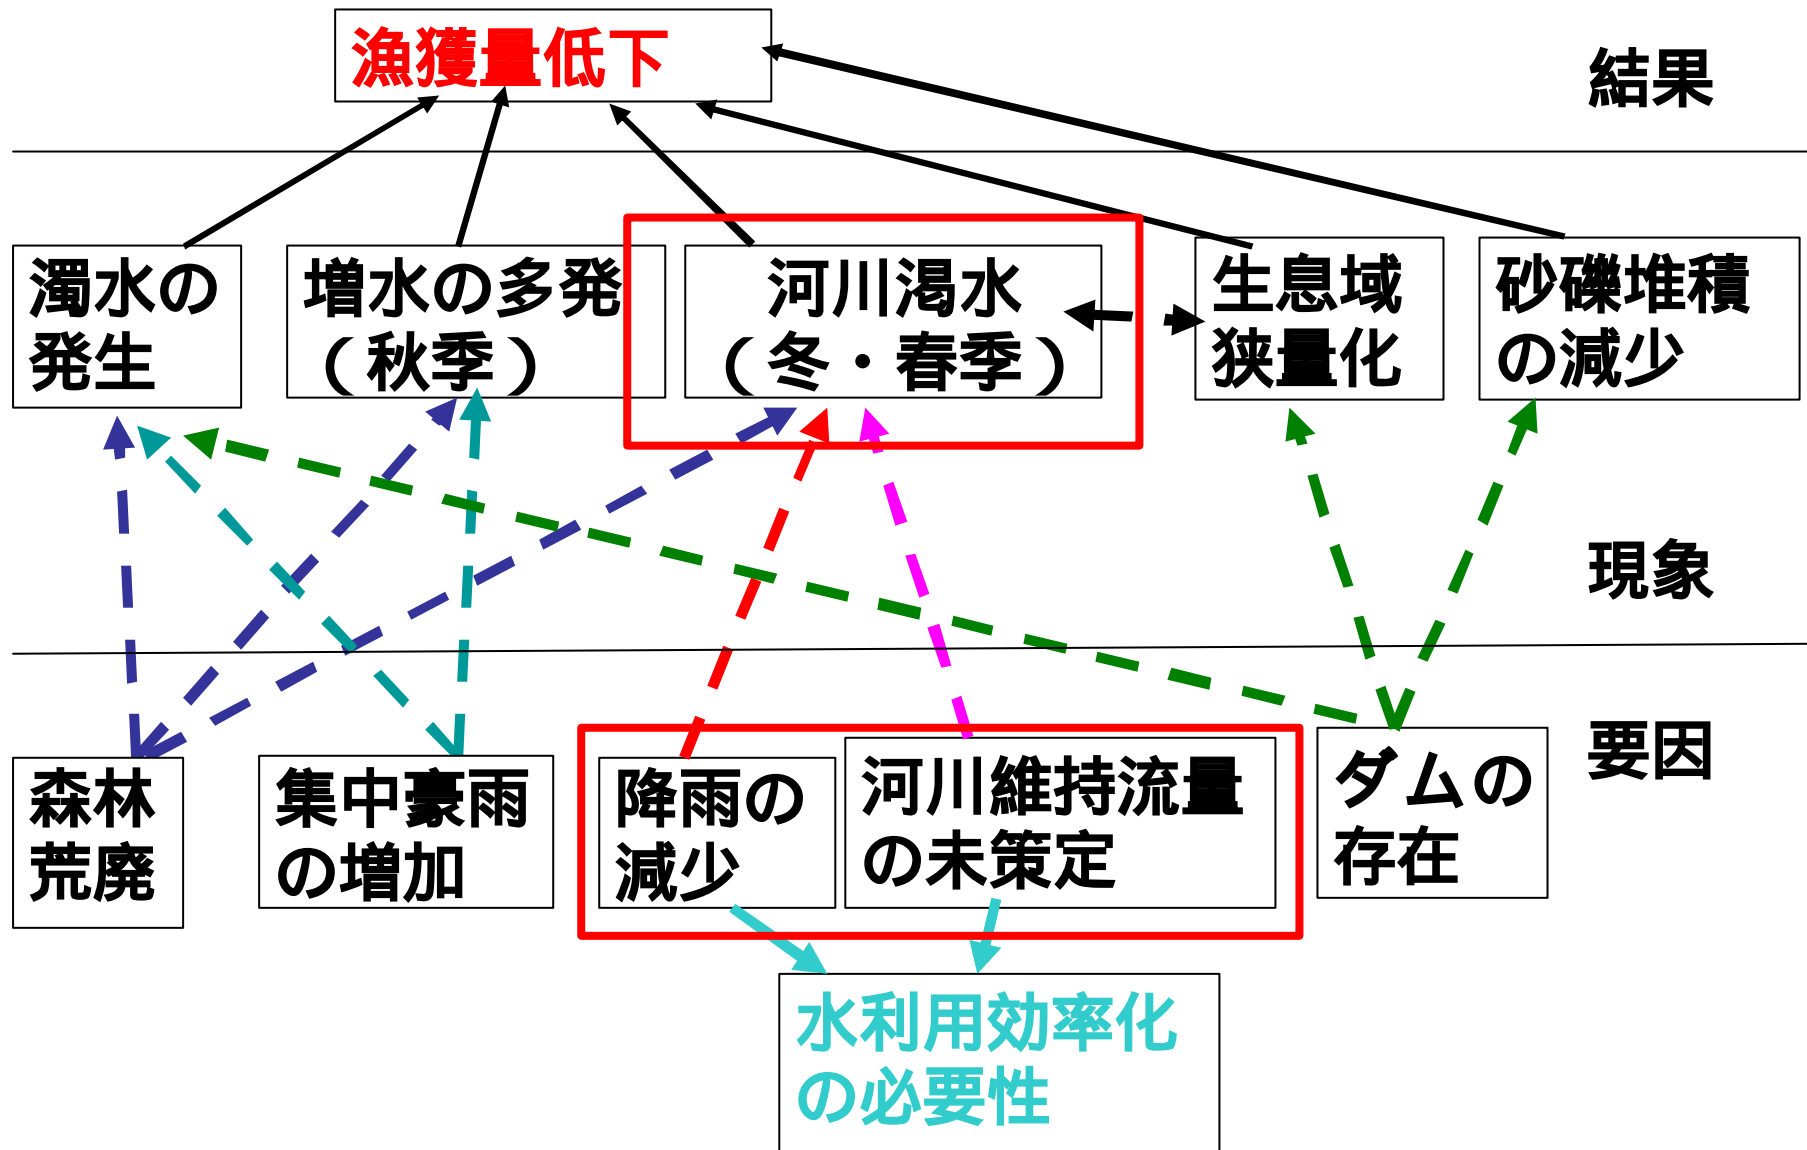 漁獲量低下
結果
濁水の
発生
増水の多発
（秋季）
河川渇水
（冬・春季）
生息域
狭量化
砂礫堆積
の減少
現象
要因
森林
荒廃
集中豪雨
の増加
降雨の
減少
河川維持流量
の未策定
ダムの
存在
水利用効率化
の必要性